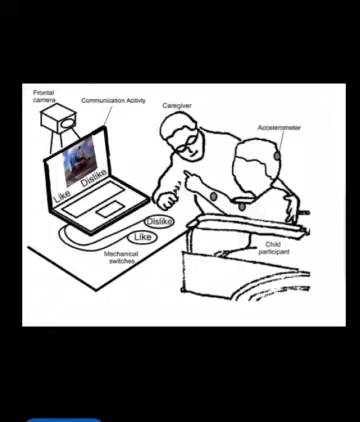 Frontal
camera
Communication Activity
Caregiver
Accelerometer
Like
Dislike
Dislike
Like
Mechanical
switches
Child
participant